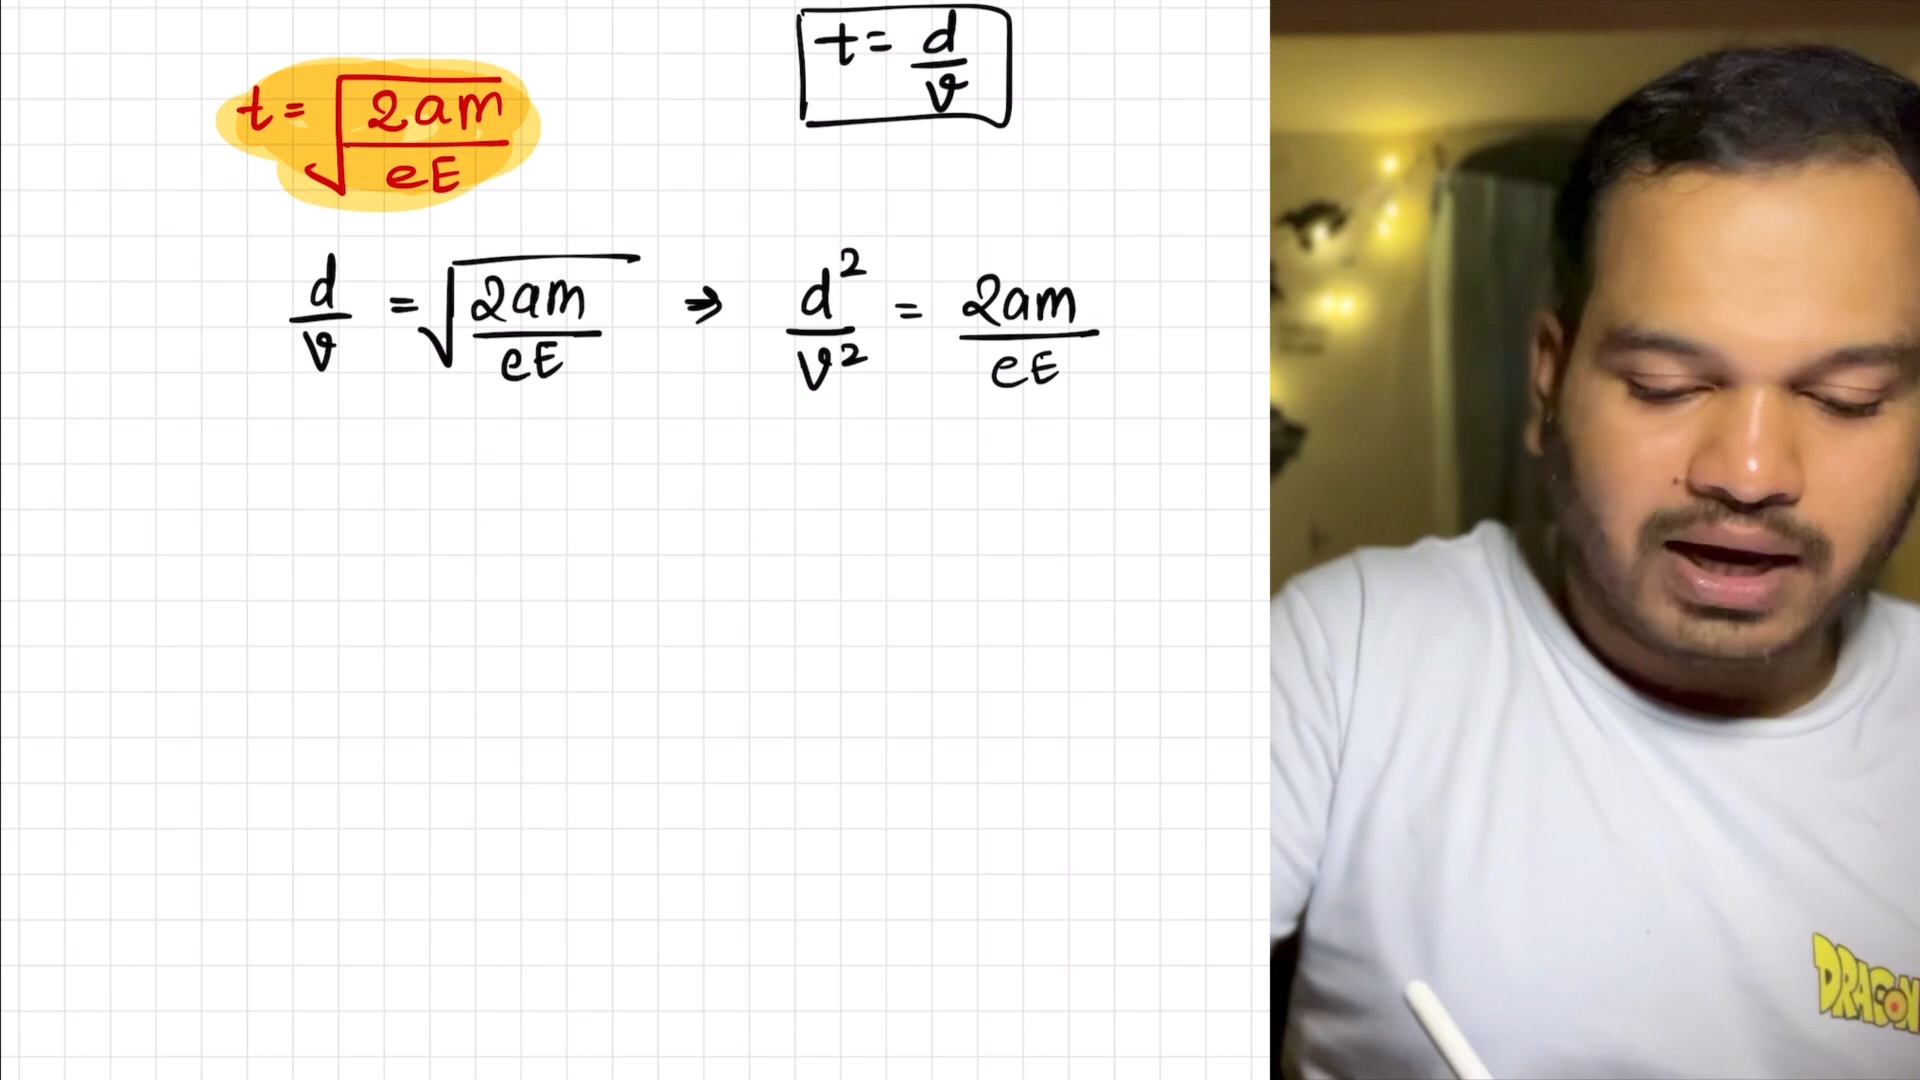 t = d/v
t = √(2am/eE)
d/v = √(2am/eE) ⇒ d²/v² = 2am/eE
DRAGON